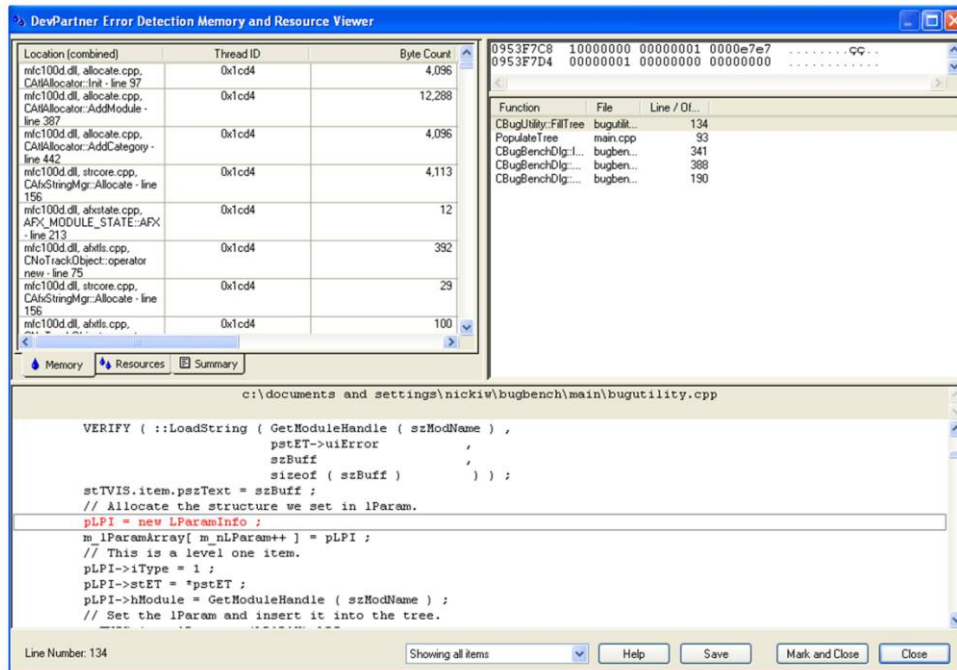 DevPartner Error Detection Memory and Resource Viewer
Location (combined) Thread ID Byte Count
mfc100d.dll, allocate.cpp, 0x1cd4 4,096
CAtlAllocator::Init - line 97
mfc100d.dll, allocate.cpp, 0x1cd4 12,288
CAtlAllocator::AddModule -
line 387
mfc100d.dll, allocate.cpp, 0x1cd4 4,096
CAtlAllocator::AddCategory -
line 442
mfc100d.dll, strcore.cpp, 0x1cd4 4,113
CAfxStringMgr::Allocate - line
156
mfc100d.dll, afxstate.cpp, 0x1cd4 12
AFX_MODULE_STATE::AFX
- line 213
mfc100d.dll, afxtls.cpp, 0x1cd4 392
CNoTrackObject::operator
new - line 75
mfc100d.dll, strcore.cpp, 0x1cd4 29
CAfxStringMgr::Allocate - line
156
mfc100d.dll, afxtls.cpp, 0x1cd4 100
Memory Resources Summary
0953F7C8 10000000 00000001 0000e7e7 ........çç..
0953F7D4 00000001 00000000 00000000 ............
Function File Line / Of...
CBugUtility::FillTree bugutilit... 134
PopulateTree main.cpp 93
CBugBenchDlg::I... bugben... 341
CBugBenchDlg::... bugben... 388
CBugBenchDlg::... bugben... 190
c:\documents and settings\nickiw\bugbench\main\bugutility.cpp
VERIFY ( ::LoadString ( GetModuleHandle ( szModName ) ,
pstET->uiError ,
szBuff ,
sizeof ( szBuff ) ) ) ;
stTVIS.item.pszText = szBuff ;
// Allocate the structure we set in lParam.
pLPI = new LParamInfo ;
m_lParamArray[ m_nLParam++ ] = pLPI ;
// This is a level one item.
pLPI->iType = 1 ;
pLPI->stET = *pstET ;
pLPI->hModule = GetModuleHandle ( szModName ) ;
// Set the lParam and insert it into the tree.
Line Number: 134 Showing all items Help Save Mark and Close Close